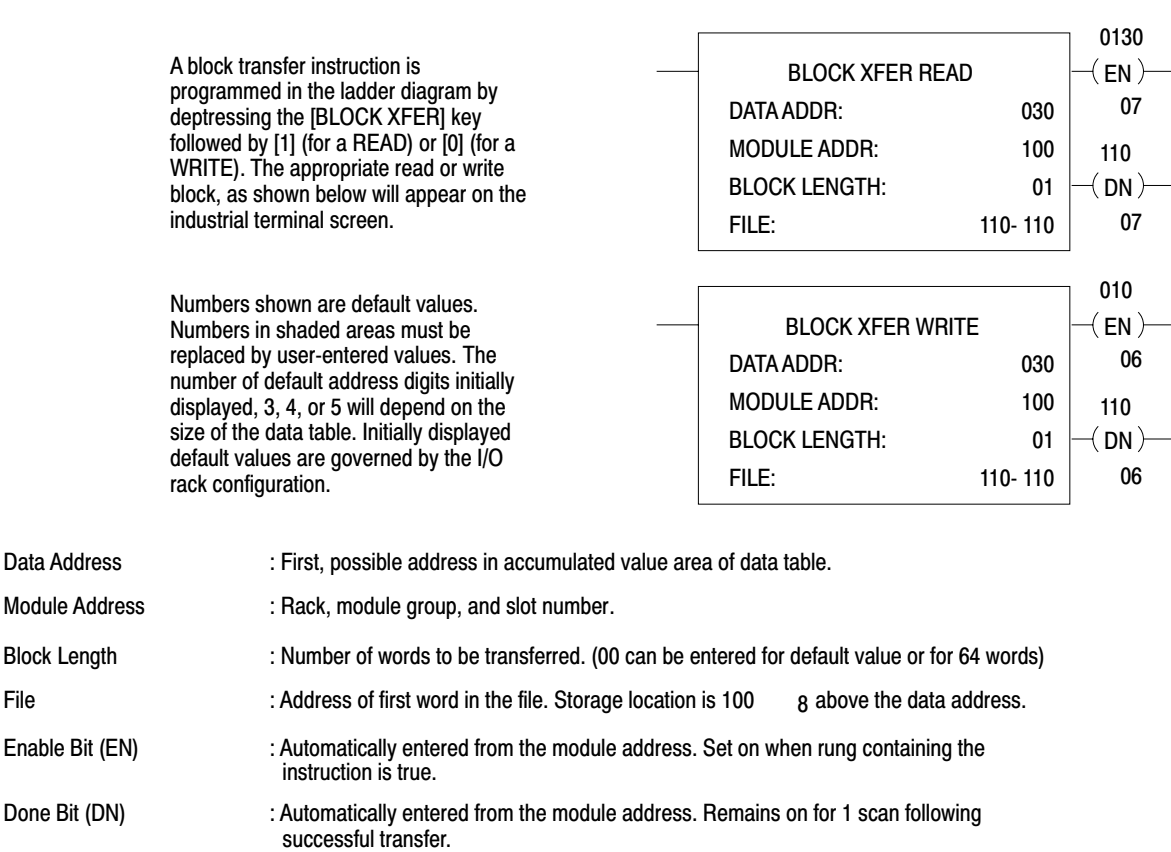 A block transfer instruction is
programmed in the ladder diagram by
deptressing the [BLOCK XFER] key
followed by [1] (for a READ) or [0] (for a
WRITE). The appropriate read or write
block, as shown below will appear on the
industrial terminal screen.
0130
BLOCK XFER READ
EN
DATA ADDR: 030
07
MODULE ADDR: 100
110
BLOCK LENGTH: 01
DN
FILE: 110- 110
07
Numbers shown are default values.
Numbers in shaded areas must be
replaced by user-entered values. The
number of default address digits initially
displayed, 3, 4, or 5 will depend on the
size of the data table. Initially displayed
default values are governed by the I/O
rack configuration.
010
BLOCK XFER WRITE
EN
DATA ADDR: 030
06
MODULE ADDR: 100
110
BLOCK LENGTH: 01
DN
FILE: 110- 110
06
Data Address : First, possible address in accumulated value area of data table.
Module Address : Rack, module group, and slot number.
Block Length : Number of words to be transferred. (00 can be entered for default value or for 64 words)
File : Address of first word in the file. Storage location is 100 8 above the data address.
Enable Bit (EN) : Automatically entered from the module address. Set on when rung containing the
instruction is true.
Done Bit (DN) : Automatically entered from the module address. Remains on for 1 scan following
successful transfer.